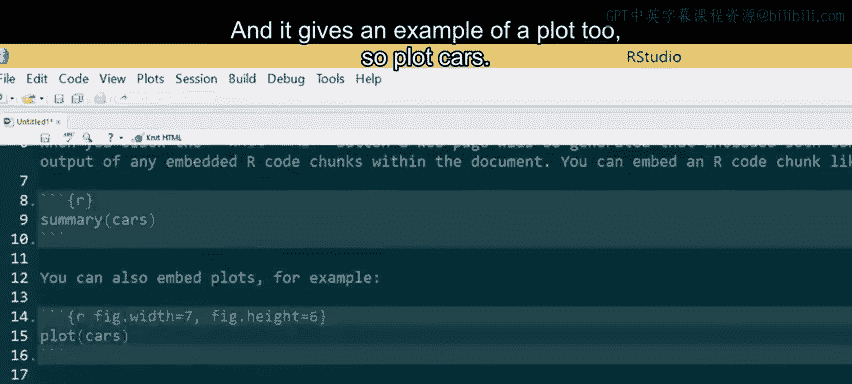 GPT中英字幕课程资源@bilibili.com
And it gives an example of a plot too,
so plot cars.
RStudio
File Edit Code View Plots Session Build Debug Tools Help
Untitled1* ×
ABC ? Knit HTML
output of any embedded R code chunks within the document. You can embed an R code chunk lik
7
8 ```{r}
9 summary(cars)
10 ```
11
12 You can also embed plots, for example:
13
14 ```{r fig.width=7, fig.height=6}
15 plot(cars)
16 ```
17